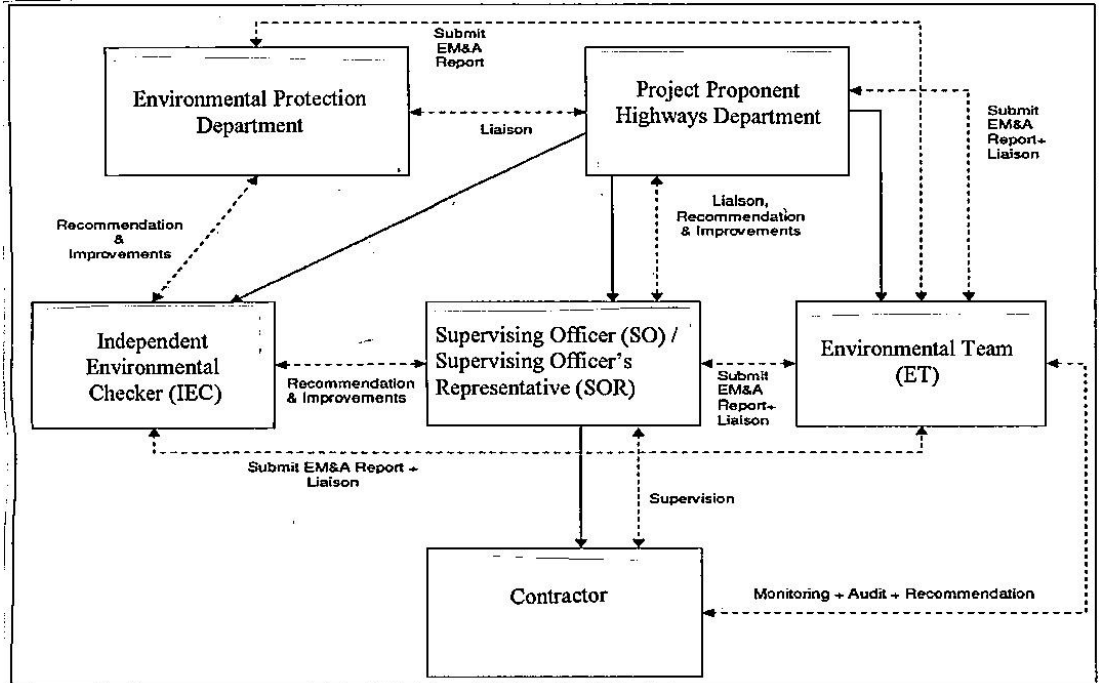 Submit
EM&A
Report
Environmental Protection
Department
Liaison
Project Proponent
Highways Department
Submit
EM&A
Report+
Liaison
Recommendation
&
Improvements
Liaison,
Recommendation
& Improvements
Independent
Environmental
Checker (IEC)
Recommendation
& Improvements
Supervising Officer (SO) /
Supervising Officer's
Representative (SOR)
Submit
EM&A
Report+
Liaison
Environmental Team
(ET)
Submit EM&A Report +
Liaison
Supervision
Contractor
Monitoring + Audit + Recommendation